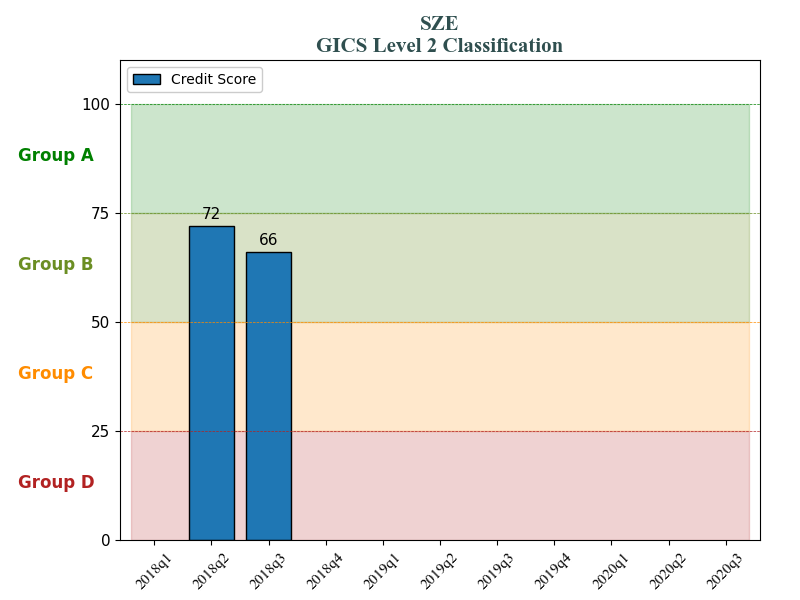 SZE
GICS Level 2 Classification
Credit Score
100
Group A
75
72
66
Group B
50
Group C
25
Group D
0
2018q1
2018q2
2018q3
2018q4
2019q1
2019q2
2019q3
2019q4
2020q1
2020q2
2020q3